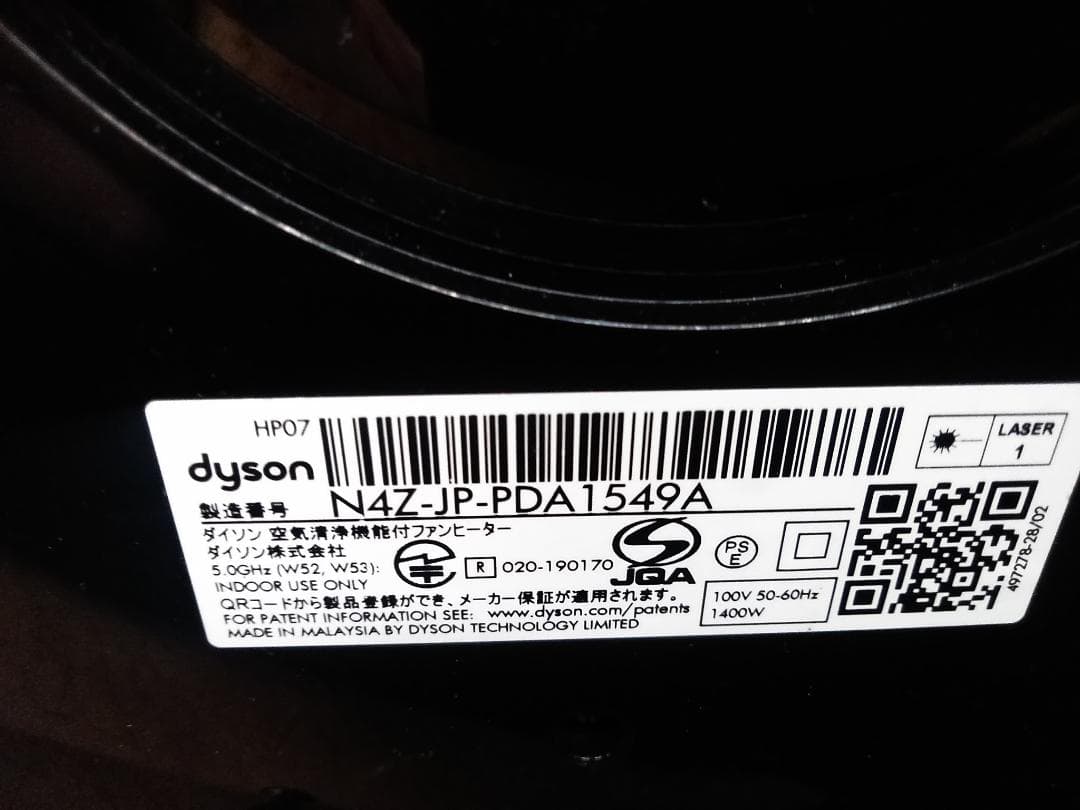 HP07
dyson
LASER
1
製造番号 N4Z-JP-PDA1549A
ダイソン 空気清浄機能付ファンヒーター
ダイソン株式会社
5.0GHz (W52, W53):
INDOOR USE ONLY
R 020-190170
JQA
PS
E
QRコードから製品登録ができ、メーカー保証が適用されます。
FOR PATENT INFORMATION SEE: www.dyson.com/patents
MADE IN MALAYSIA BY DYSON TECHNOLOGY LIMITED
100V 50-60Hz
1400W
497278-28/02